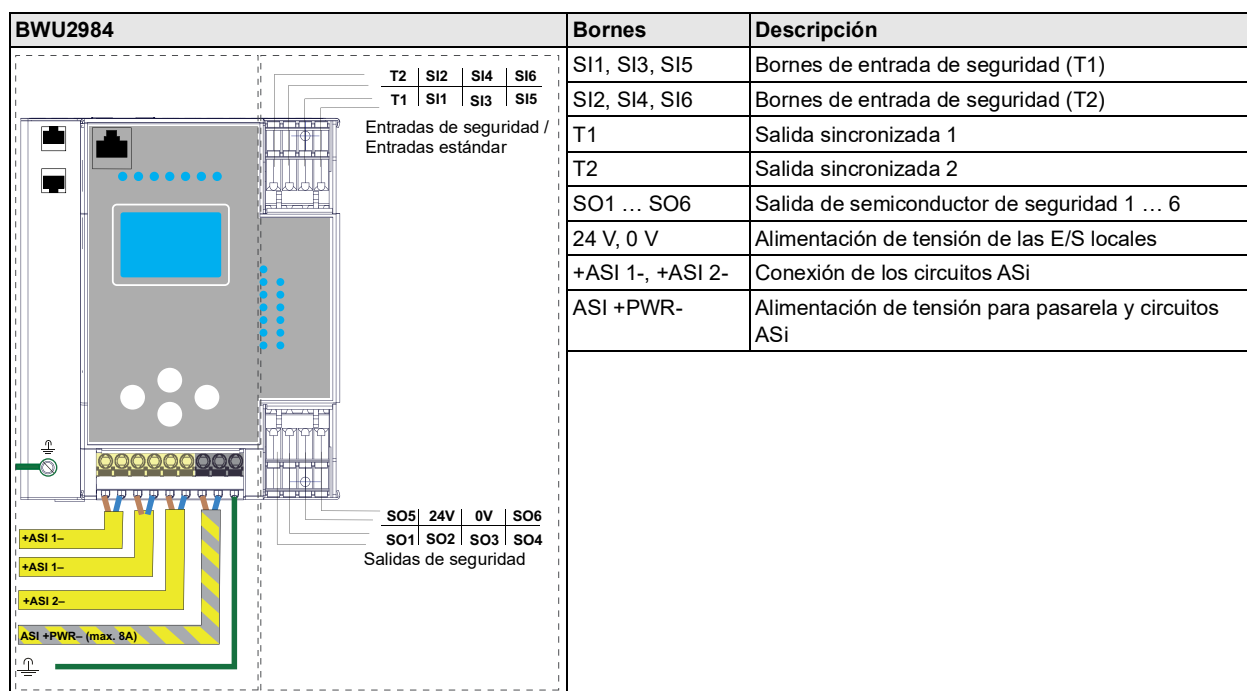 BWU2984
Bornes
Descripción
T2 SI2 SI4 SI6
T1 SI1 SI3 SI5
Entradas de seguridad /
Entradas estándar
SO5 24V 0V SO6
SO1 SO2 SO3 SO4
Salidas de seguridad
+ASI 1–
+ASI 1–
+ASI 2–
ASI +PWR– (max. 8A)
SI1, SI3, SI5 Bornes de entrada de seguridad (T1)
SI2, SI4, SI6 Bornes de entrada de seguridad (T2)
T1 Salida sincronizada 1
T2 Salida sincronizada 2
SO1 … SO6 Salida de semiconductor de seguridad 1 … 6
24 V, 0 V Alimentación de tensión de las E/S locales
+ASI 1-, +ASI 2- Conexión de los circuitos ASi
ASI +PWR- Alimentación de tensión para pasarela y circuitos
ASi